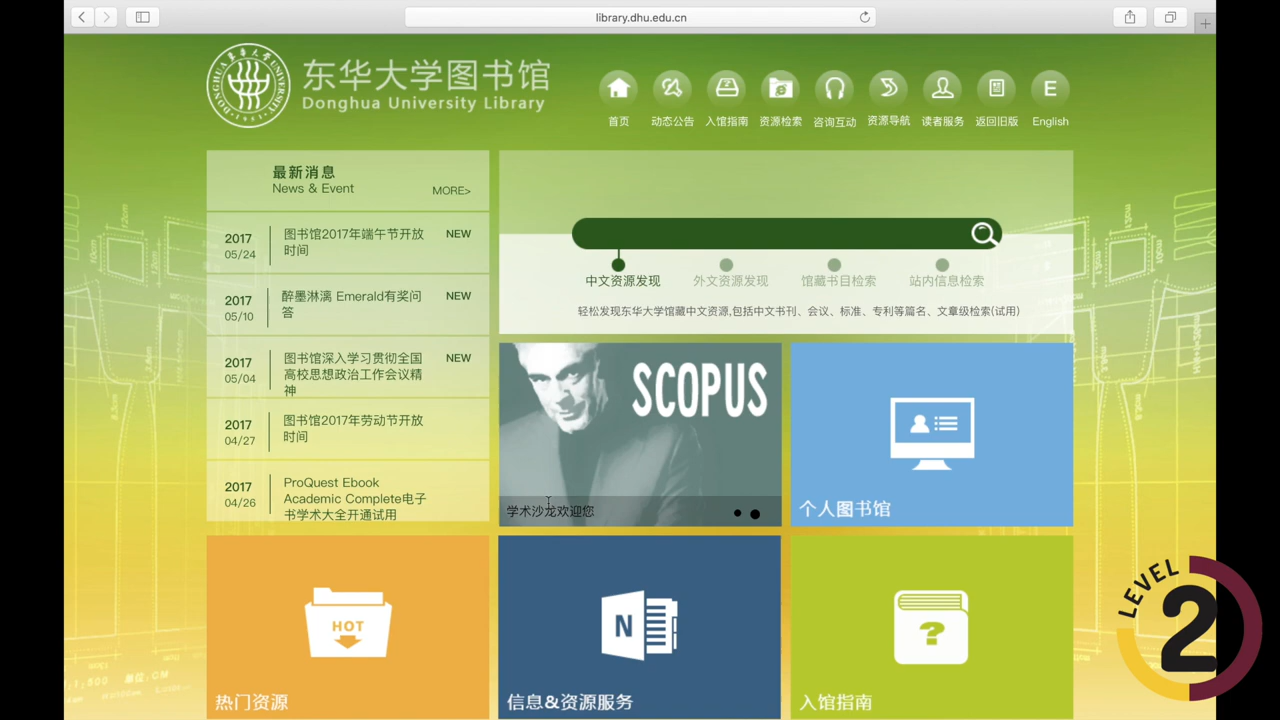 library.dhu.edu.cn
东华大学图书馆
Donghua University Library
DONGHUA UNIVERSITY
1951
首页
动态公告
入馆指南
资源检索
咨询互动
资源导航
读者服务
返回旧版
E
English
最新消息
News & Event
MORE>
2017
05/24
图书馆2017年端午节开放
时间
NEW
2017
05/10
醉墨淋漓 Emerald有奖问
答
NEW
2017
05/04
图书馆深入学习贯彻全国
高校思想政治工作会议精
神
NEW
2017
04/27
图书馆2017年劳动节开放
时间
2017
04/26
ProQuest Ebook
Academic Complete电子
书学术大全开通试用
中文资源发现
外文资源发现
馆藏书目检索
站内信息检索
轻松发现东华大学馆藏中文资源,包括中文书刊、会议、标准、专利等篇名、文章级检索(试用)
SCOPUS
学术沙龙欢迎您
个人图书馆
HOT
热门资源
N
信息&资源服务
?
入馆指南
LEVEL
2